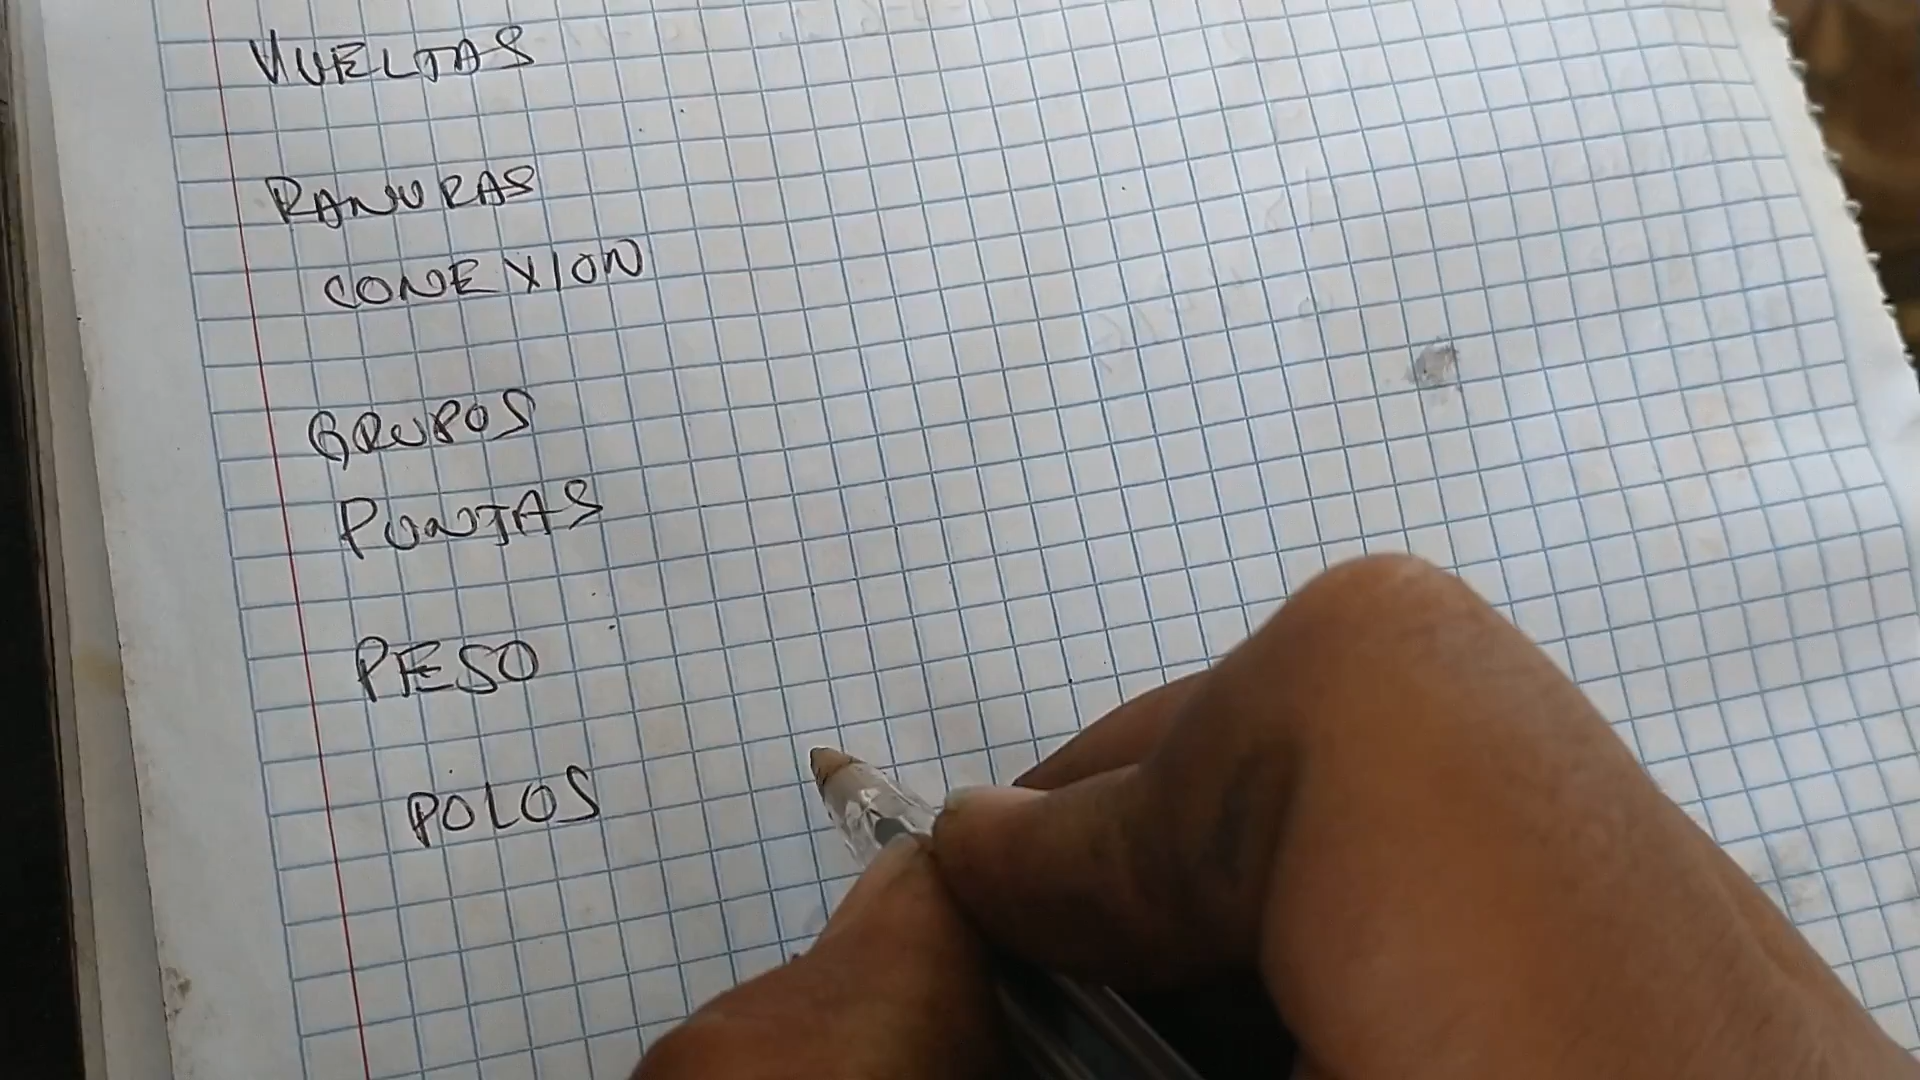 VUELTAS
RANURAS
CONEXION
GRUPOS
PUNTAS
PESO
POLOS